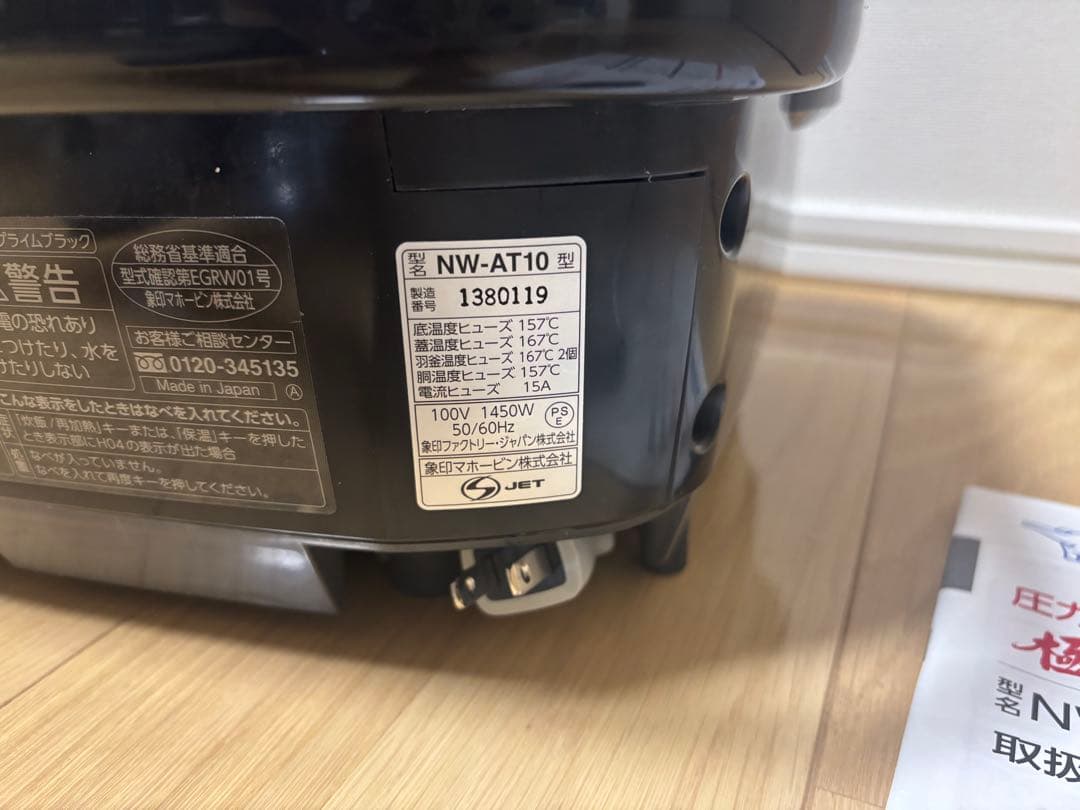 プライムブラック
警告
電の恐れあり
つけたり、水を
けたりしない
総務省基準適合
型式確認第EGRW01号
象印マホービン株式会社
お客様ご相談センター
0120-345135
Made in Japan Ⓐ
こんな表示をしたときはなべを入れてください。
「炊飯/再加熱」キーまたは、「保温」キーを押した
とき表示部にH04の表示が出た場合
なべが入っていません。
なべを入れて再度キーを押してください。
型名 NW-AT10 型
製造番号 1380119
底温度ヒューズ 157℃
蓋温度ヒューズ 167℃
羽釜温度ヒューズ 167℃ 2個
胴温度ヒューズ 157℃
電流ヒューズ 15A
100V 1450W
50/60Hz
PSE
象印ファクトリー・ジャパン株式会社
象印マホービン株式会社
JET
圧力
極
型名 NW
取扱